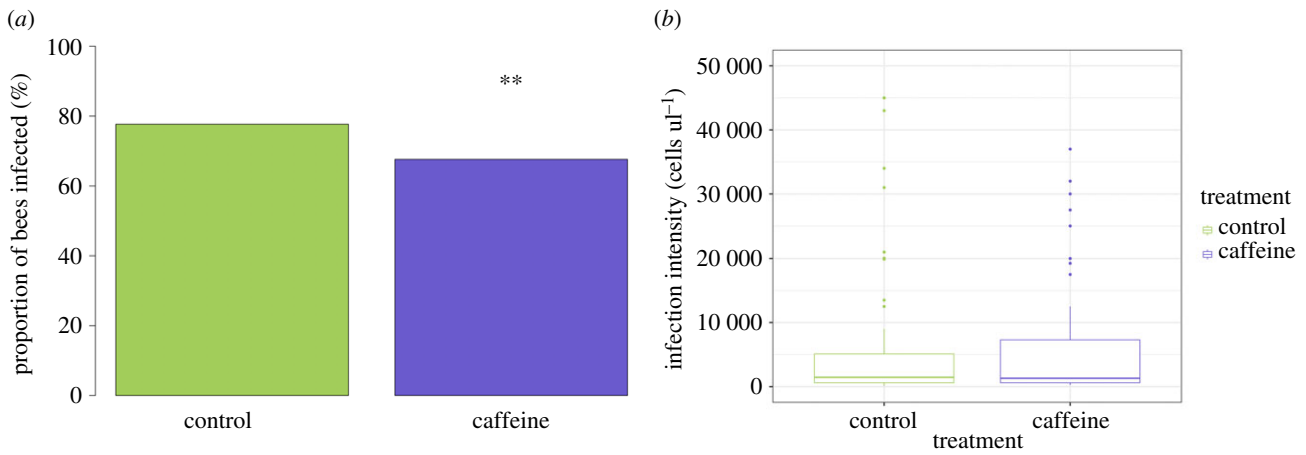 (a)
proportion of bees infected (%)
100
80
60
40
20
0
**
control
caffeine
(b)
infection intensity (cells ul⁻¹)
50 000
40 000
30 000
20 000
10 000
0
control
caffeine
treatment
treatment
control
caffeine